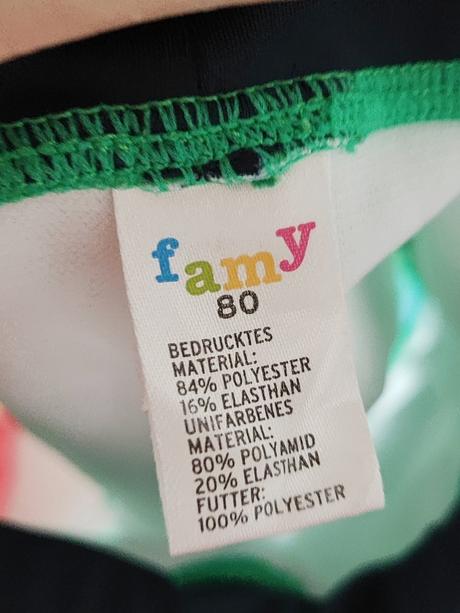 famy
80
BEDRUCKTES
MATERIAL:
84% POLYESTER
16% ELASTHAN
UNIFARBENES
MATERIAL:
80% POLYAMID
20% ELASTHAN
FUTTER:
100% POLYESTER